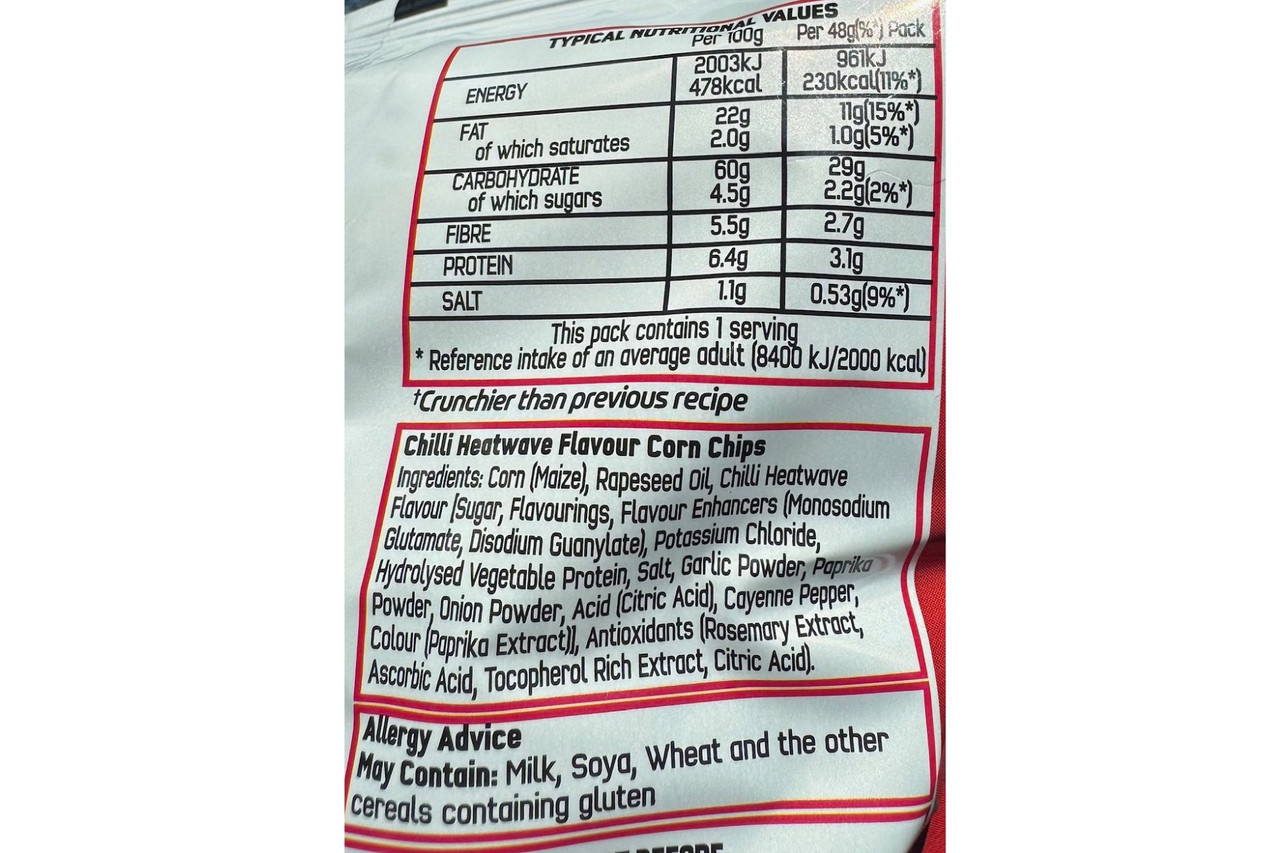 TYPICAL NUTRITIONAL VALUES
Per 100g Per 48g(%*) Pack
ENERGY 2003kJ 961kJ
478kcal 230kcal(11%*)
FAT 22g 11g(15%*)
of which saturates 2.0g 1.0g(5%*)
CARBOHYDRATE 60g 29g
of which sugars 4.5g 2.2g(2%*)
FIBRE 5.5g 2.7g
PROTEIN 6.4g 3.1g
SALT 1.1g 0.53g(9%*)
This pack contains 1 serving
* Reference intake of an average adult (8400 kJ/2000 kcal)
†Crunchier than previous recipe
Chilli Heatwave Flavour Corn Chips
Ingredients: Corn (Maize), Rapeseed Oil, Chilli Heatwave
Flavour [Sugar, Flavourings, Flavour Enhancers (Monosodium
Glutamate, Disodium Guanylate), Potassium Chloride,
Hydrolysed Vegetable Protein, Salt, Garlic Powder, Paprika
Powder, Onion Powder, Acid (Citric Acid), Cayenne Pepper,
Colour (Paprika Extract)], Antioxidants (Rosemary Extract,
Ascorbic Acid, Tocopherol Rich Extract, Citric Acid).
Allergy Advice
May Contain: Milk, Soya, Wheat and the other
cereals containing gluten